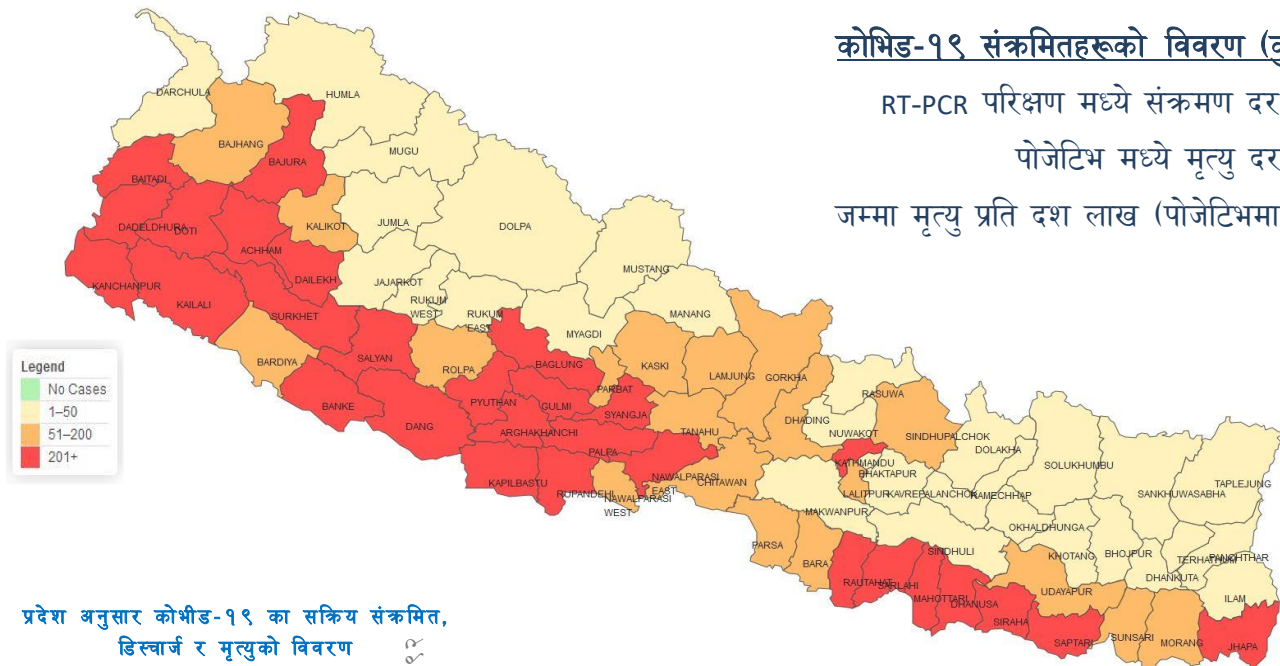 कोभिड-१९ संक्रमितहरूको विवरण
RT-PCR परिक्षण मध्ये संक्रमण दर
पोजेटिभ मध्ये मृत्यु दर
जम्मा मृत्यु प्रति दश लाख
DARCHULA
HUMLA
BAJHANG
MUGU
BAJURA
BAITADI
DADELDHURA
DOTI
KALIKOT
JUMLA
DOLPA
ACHHAM
DAILEKH
MUSTANG
KANCHANPUR
KAILALI
JAJARKOT
RUKUM
WEST
RUKUM
EAST
SURKHET
MANANG
MYAGDI
BARDIYA
SALYAN
ROLPA
BAGLUNG
KASKI
LAMJUNG
GORKHA
PARBAT
RASUWA
BANKE
DANG
PYUTHAN
GULMI
SYANGJA
DHADING
NUWAKOT
SINDHUPALCHOK
ARGHAKHANCHI
TANAHU
DOLAKHA
PALPA
KATHMANDU
BHAKTAPUR
SOLUKHUMBU
KAPILBASTU
RUPANDEHI
NAWALPARASI
EAST
CHITAWAN
LALITPUR
KAVREPALANCHOK
RAMECHHAP
SANKHUWASABHA
TAPLEJUNG
NAWALPARASI
WEST
MAKWANPUR
OKHALDHUNGA
PARSA
BARA
SINDHULI
KHOTANG
BHOJPUR
TERHATHUM
PANCHTHAR
DHANKUTA
RAUTAHAT
SARLAHI
MAHOTTARI
DHANUSA
SIRAHA
UDAYAPUR
ILAM
SAPTARI
SUNSARI
MORANG
JHAPA
Legend
No Cases
1–50
51–200
201+
प्रदेश अनुसार कोभीड-१९ का सक्रिय संक्रमित,
डिस्चार्ज र मृत्युको विवरण